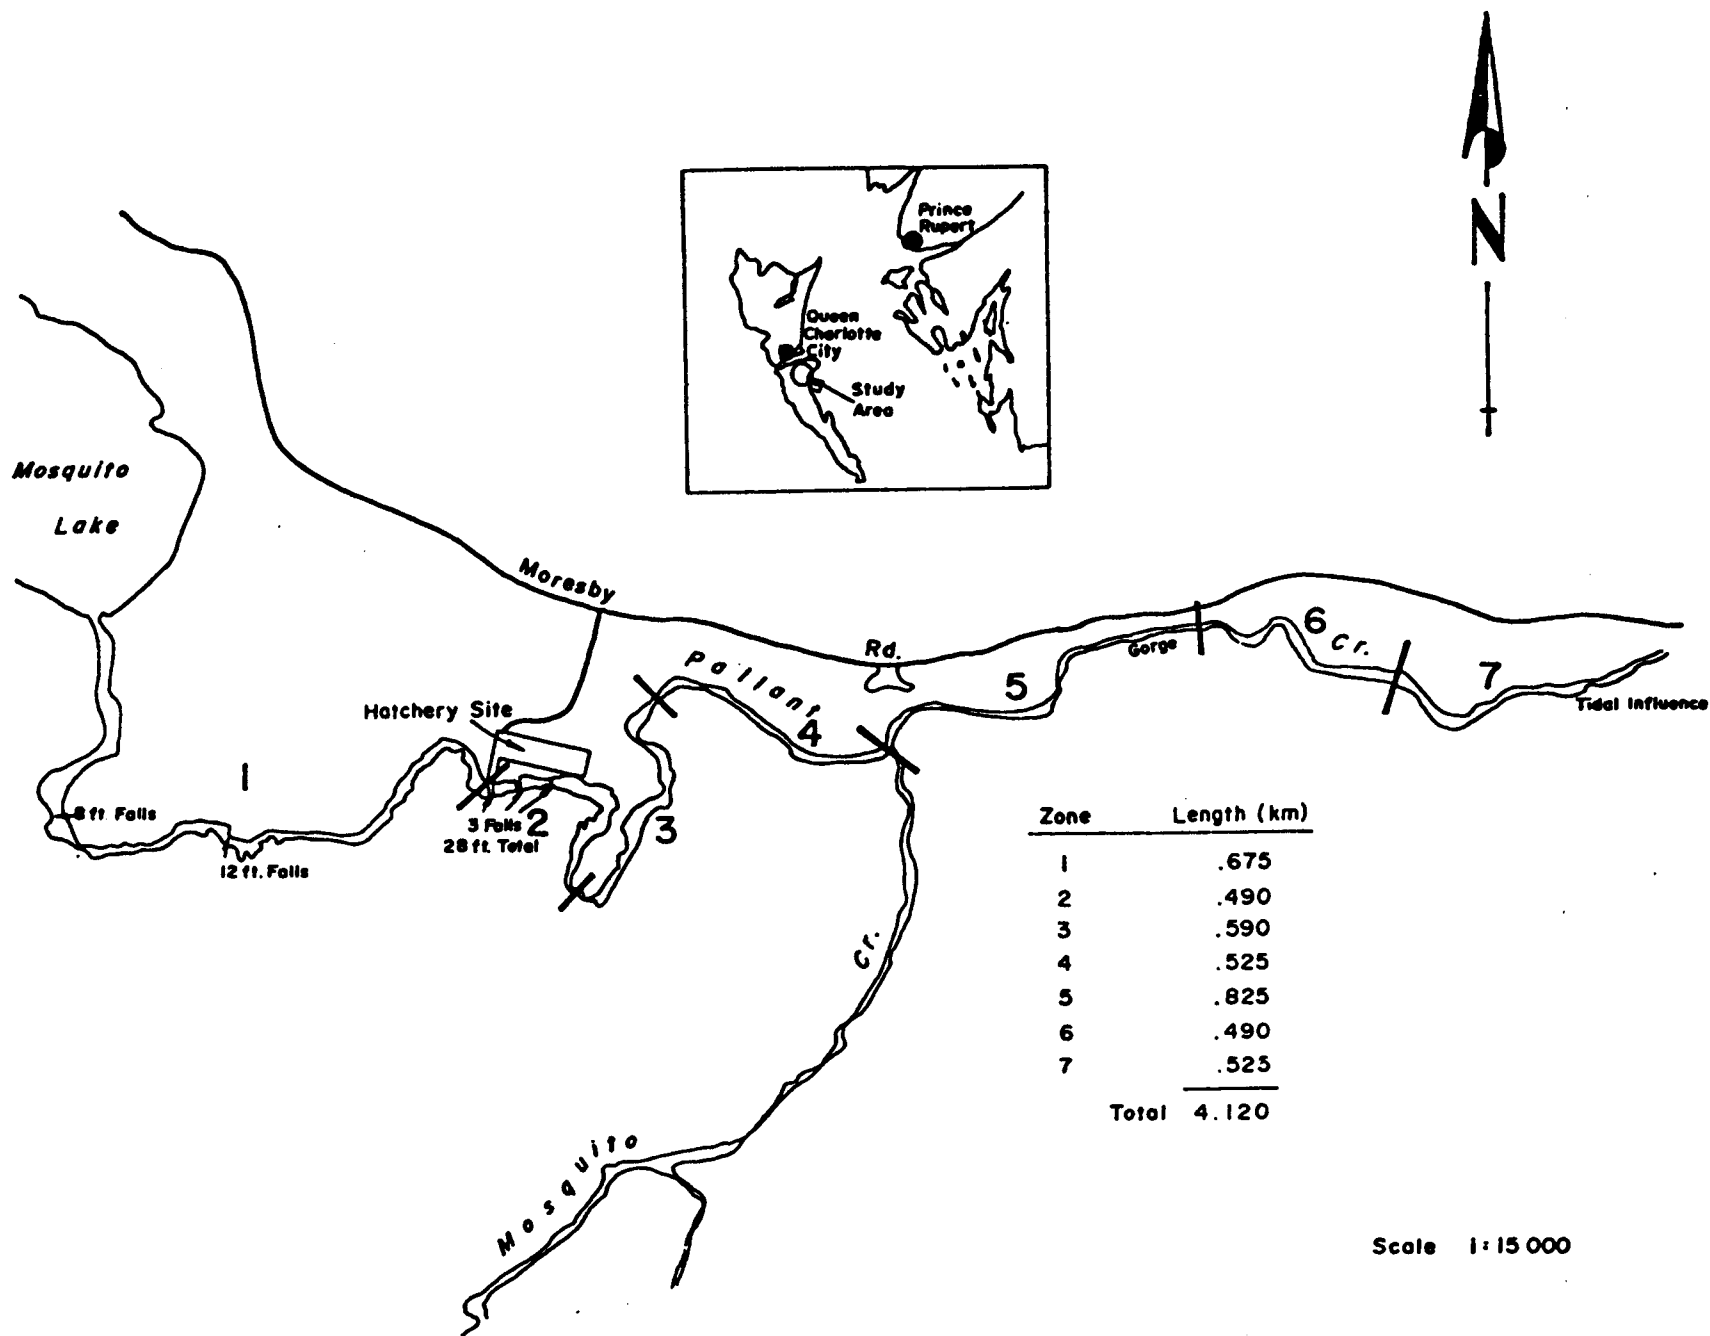 N
Prince
Rupert
Queen
Charlotte
City
Study
Area
Mosquito
Lake
Moresby
Rd.
Pallant
Cr.
Gorge
Hatchery Site
1
2
3
4
5
6
7
Tidal Influence
8 ft. Falls
12 ft. Falls
3 Falls
28 ft. Total
Mosquito
Cr.
Zone Length (km)
1 .675
2 .490
3 .590
4 .525
5 .825
6 .490
7 .525
Total 4.120
Scale 1:15 000